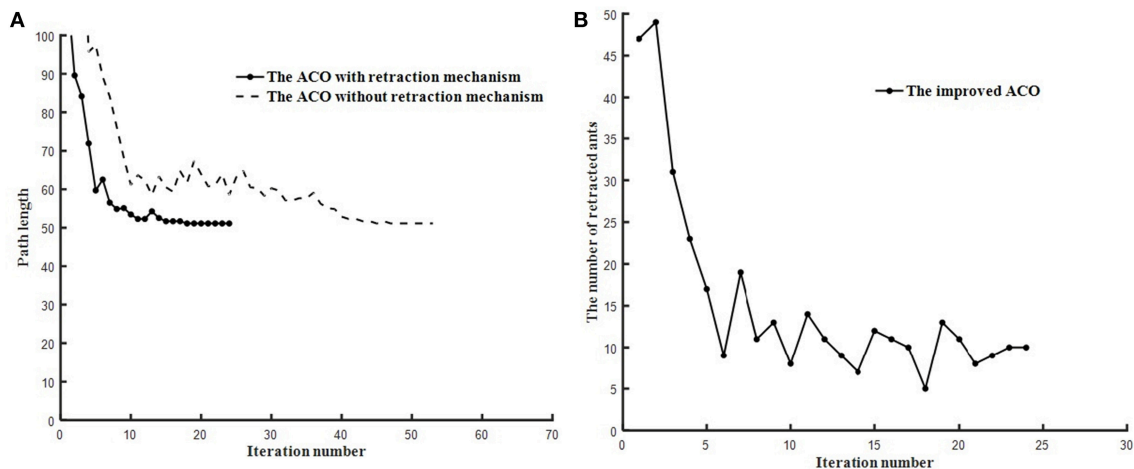 A
100
90
80
70
60
50
40
30
20
10
0
0 10 20 30 40 50 60 70
Path length
Iteration number
The ACO with retraction mechanism
The ACO without retraction mechanism
B
50
45
40
35
30
25
20
15
10
5
0
0 5 10 15 20 25 30
The number of retracted ants
Iteration number
The improved ACO